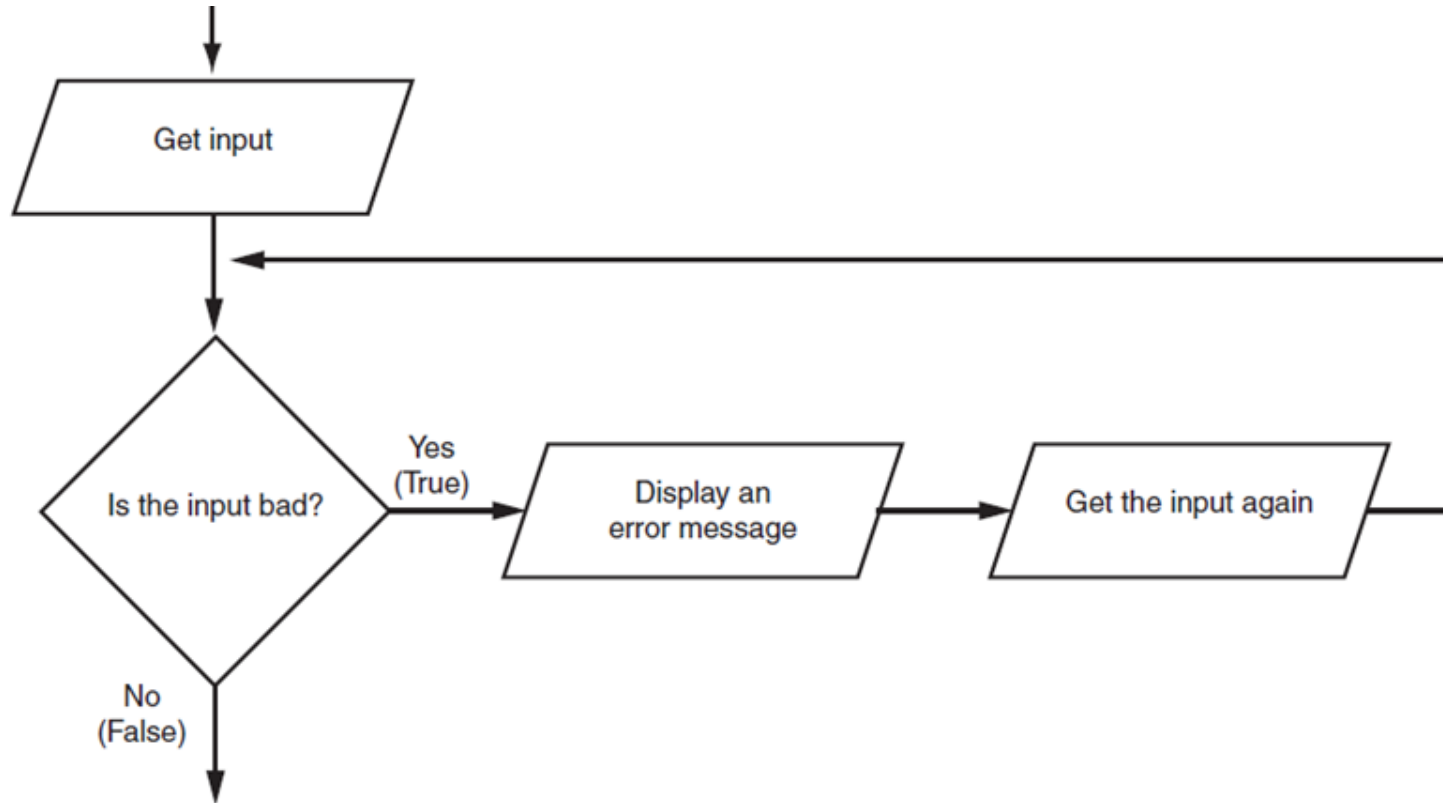 Get input
Is the input bad?
Yes
(True)
Display an
error message
Get the input again
No
(False)